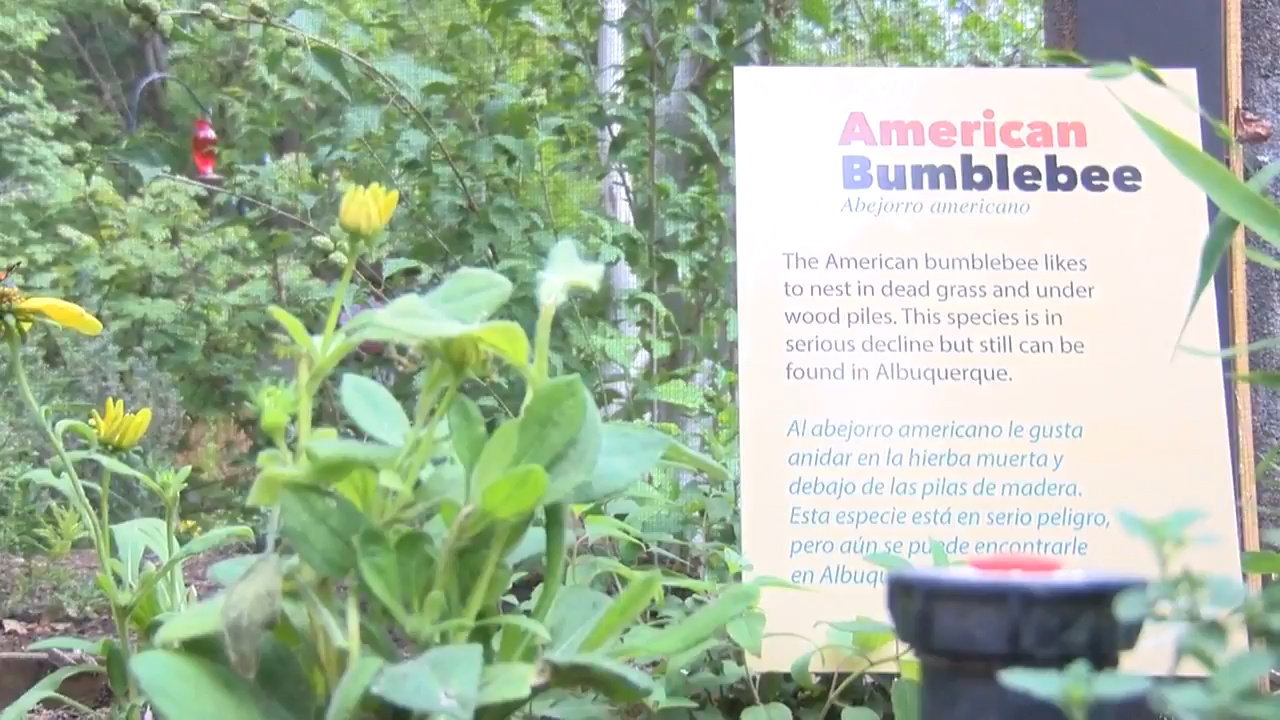 American
Bumblebee
Abejorro americano
The American bumblebee likes
to nest in dead grass and under
wood piles. This species is in
serious decline but still can be
found in Albuquerque.
Al abejorro americano le gusta
anidar en la hierba muerta y
debajo de las pilas de madera.
Esta especie está en serio peligro,
pero aún se puede encontrarle
en